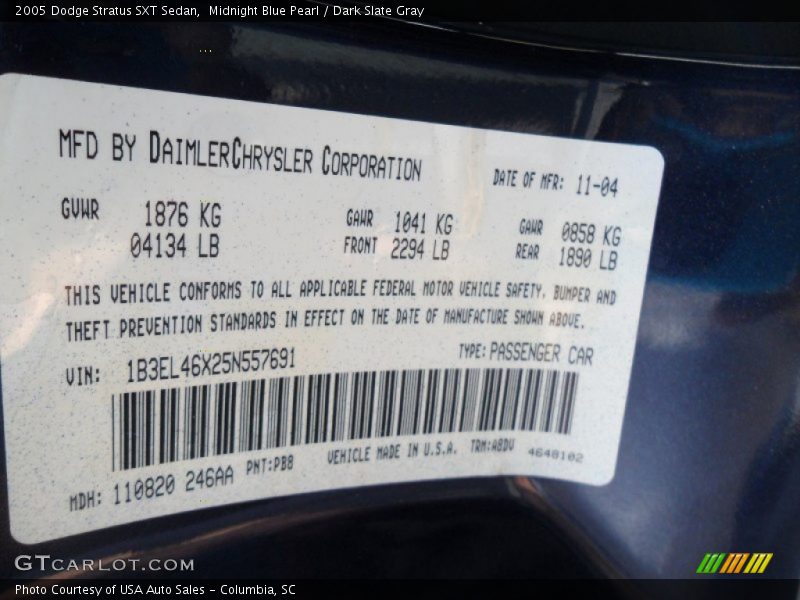 2005 Dodge Stratus SXT Sedan,  Midnight Blue Pearl / Dark Slate Gray
MFD BY DAIMLERCHRYSLER CORPORATION
DATE OF MFR: 11-04
GVWR 1876 KG
04134 LB
GAWR 1041 KG
FRONT 2294 LB
GAWR 0858 KG
REAR 1890 LB
THIS VEHICLE CONFORMS TO ALL APPLICABLE FEDERAL MOTOR VEHICLE SAFETY, BUMPER AND
THEFT PREVENTION STANDARDS IN EFFECT ON THE DATE OF MANUFACTURE SHOWN ABOVE.
VIN: 1B3EL46X25N557691
TYPE: PASSENGER CAR
MDH: 110820 246AA
PNT:PB8
VEHICLE MADE IN U.S.A.
TRM:A8DV
4648102
GTCARLOT.COM
Photo Courtesy of USA Auto Sales – Columbia, SC